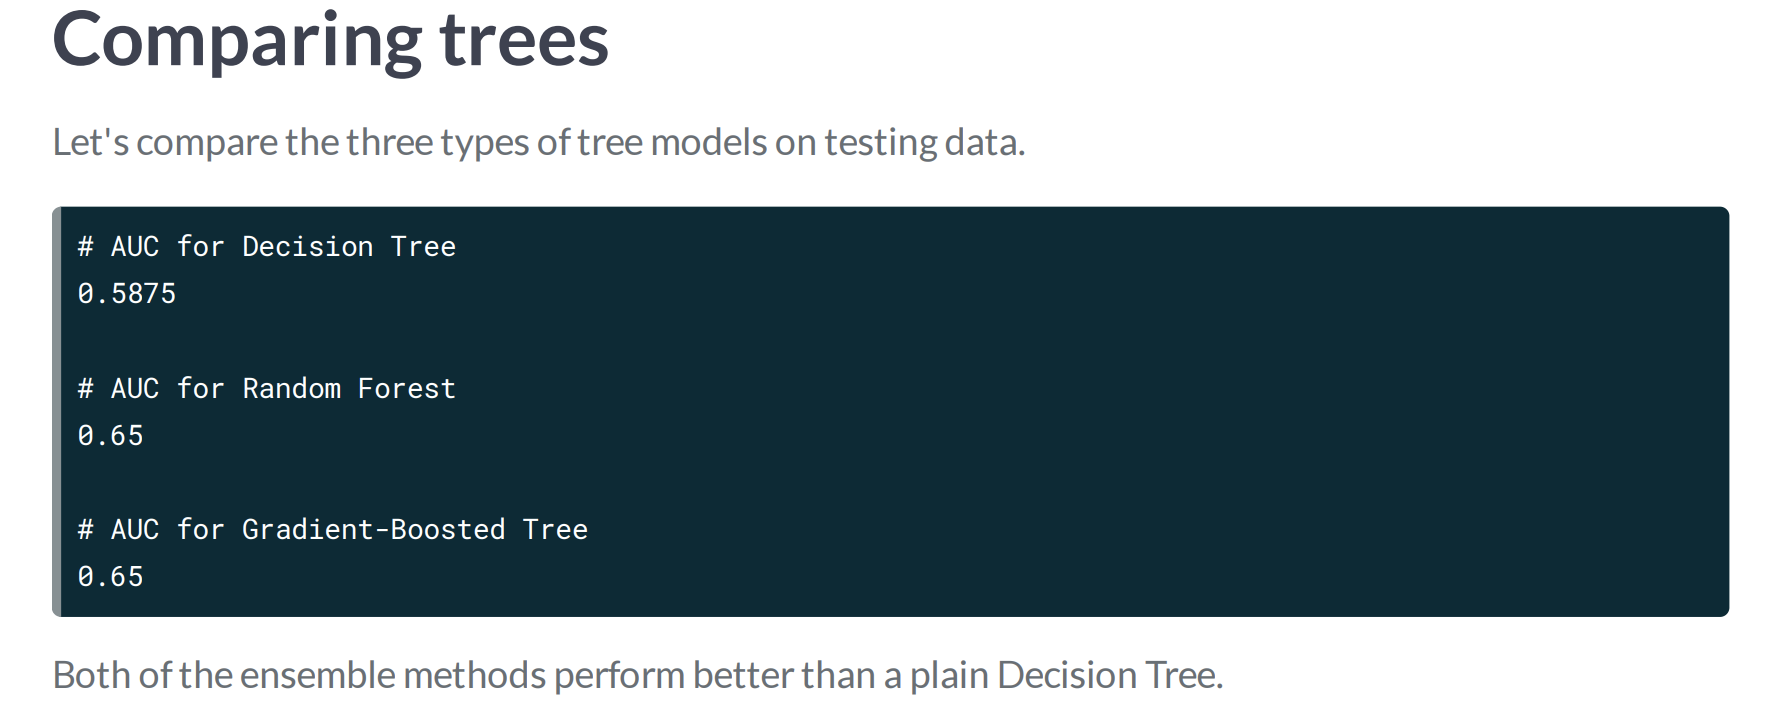 Comparing trees
Let's compare the three types of tree models on testing data.
# AUC for Decision Tree
0.5875
# AUC for Random Forest
0.65
# AUC for Gradient-Boosted Tree
0.65
Both of the ensemble methods perform better than a plain Decision Tree.